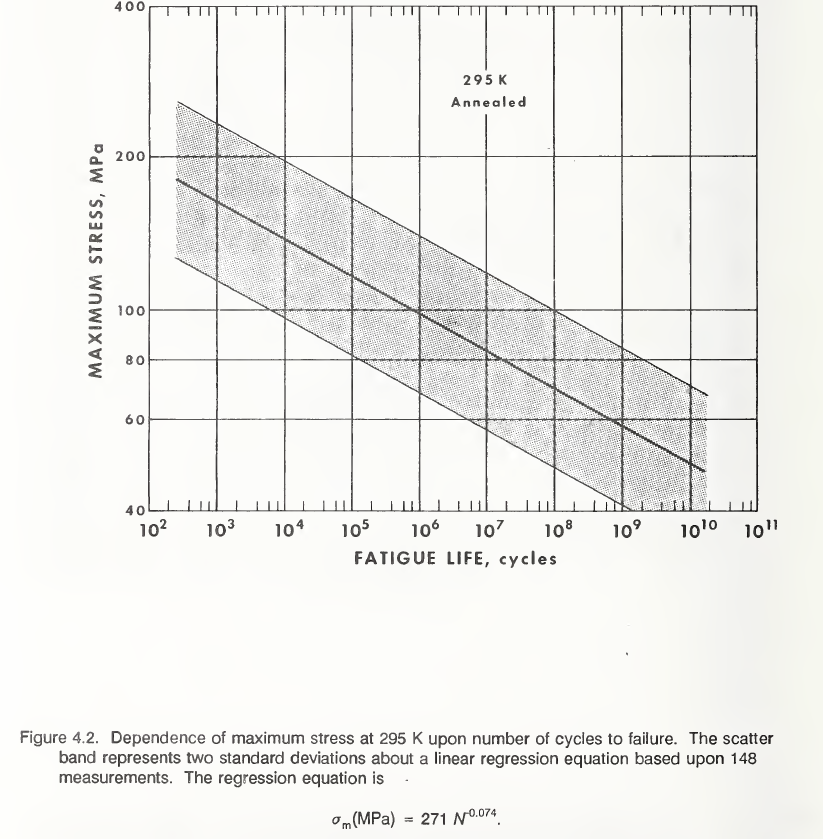 400
295 K
Annealed
200
MAXIMUM STRESS, MPa
100
80
60
40
10² 10³ 10⁴ 10⁵ 10⁶ 10⁷ 10⁸ 10⁹ 10¹⁰ 10¹¹
FATIGUE LIFE, cycles
Figure 4.2. Dependence of maximum stress at 295 K upon number of cycles to failure. The scatter
band represents two standard deviations about a linear regression equation based upon 148
measurements. The regression equation is
σₘ(MPa) = 271 N⁻⁰·⁰⁷⁴.